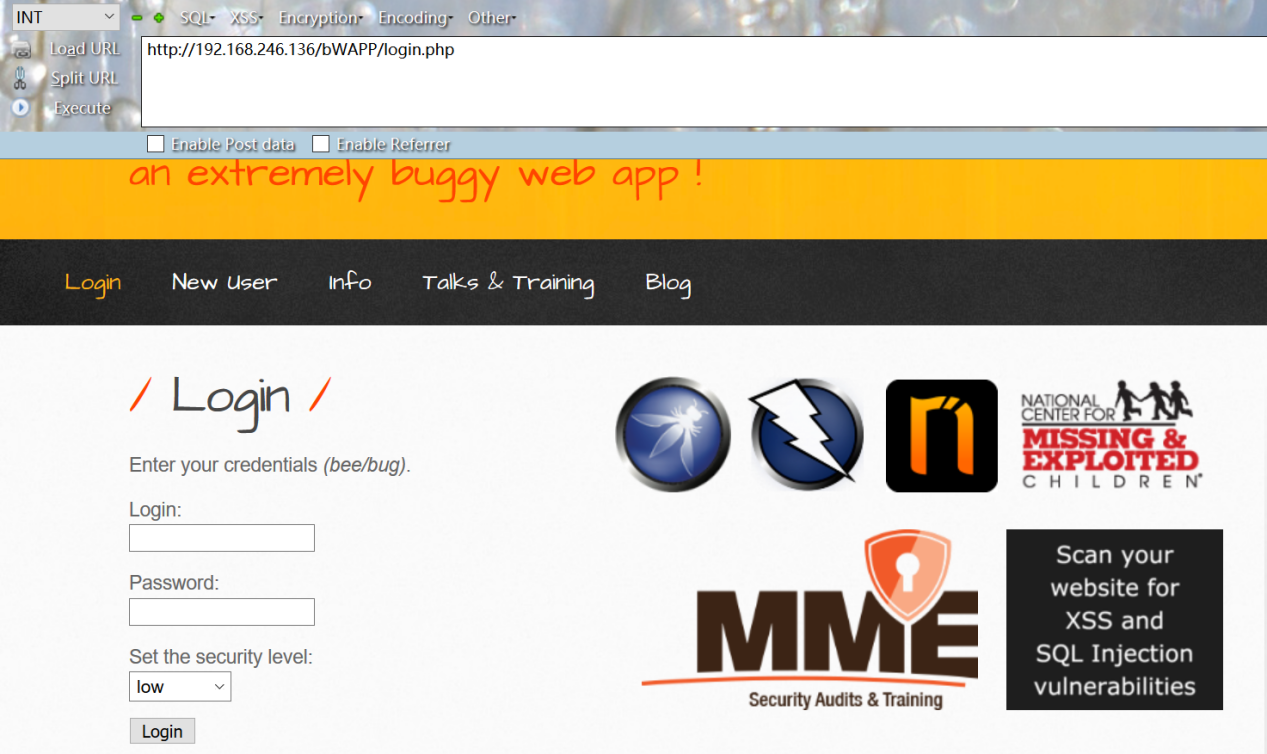 INT SQL▾ XSS▾ Encryption▾ Encoding▾ Other▾
Load URL
http://192.168.246.136/bWAPP/login.php
Split URL
Execute
Enable Post data Enable Referrer
an extremely buggy web app !
Login New User Info Talks & Training Blog
/ Login /
Enter your credentials (bee/bug).
Login:
Password:
Set the security level:
low
Login
NATIONAL
CENTER FOR
MISSING &
EXPLOITED
CHILDREN®
MME
Security Audits & Training
Scan your
website for
XSS and
SQL Injection
vulnerabilities